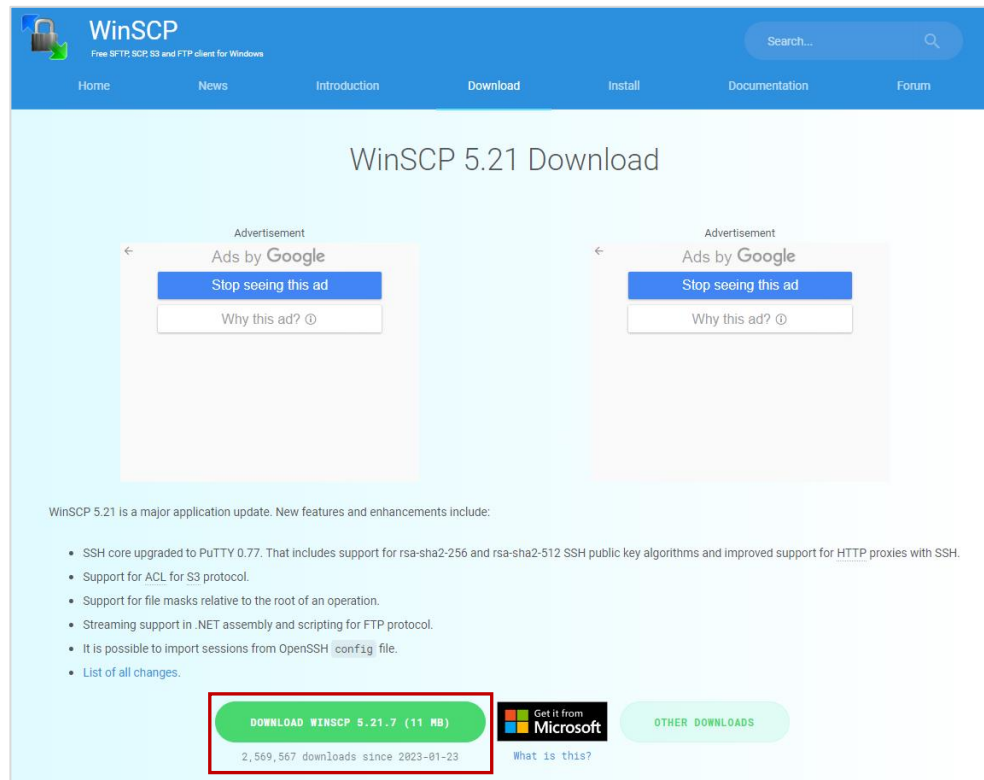 WinSCP
Free SFTP, SCP, S3 and FTP client for Windows
Search...
Home News Introduction Download Install Documentation Forum
WinSCP 5.21 Download
Advertisement Advertisement
Ads by Google Ads by Google
Stop seeing this ad Stop seeing this ad
Why this ad? Why this ad?
WinSCP 5.21 is a major application update. New features and enhancements include:
• SSH core upgraded to PuTTY 0.77. That includes support for rsa-sha2-256 and rsa-sha2-512 SSH public key algorithms and improved support for HTTP proxies with SSH.
• Support for ACL for S3 protocol.
• Support for file masks relative to the root of an operation.
• Streaming support in .NET assembly and scripting for FTP protocol.
• It is possible to import sessions from OpenSSH config file.
• List of all changes.
DOWNLOAD WINSCP 5.21.7 (11 MB)
2,569,567 downloads since 2023-01-23
Get it from
Microsoft
What is this?
OTHER DOWNLOADS